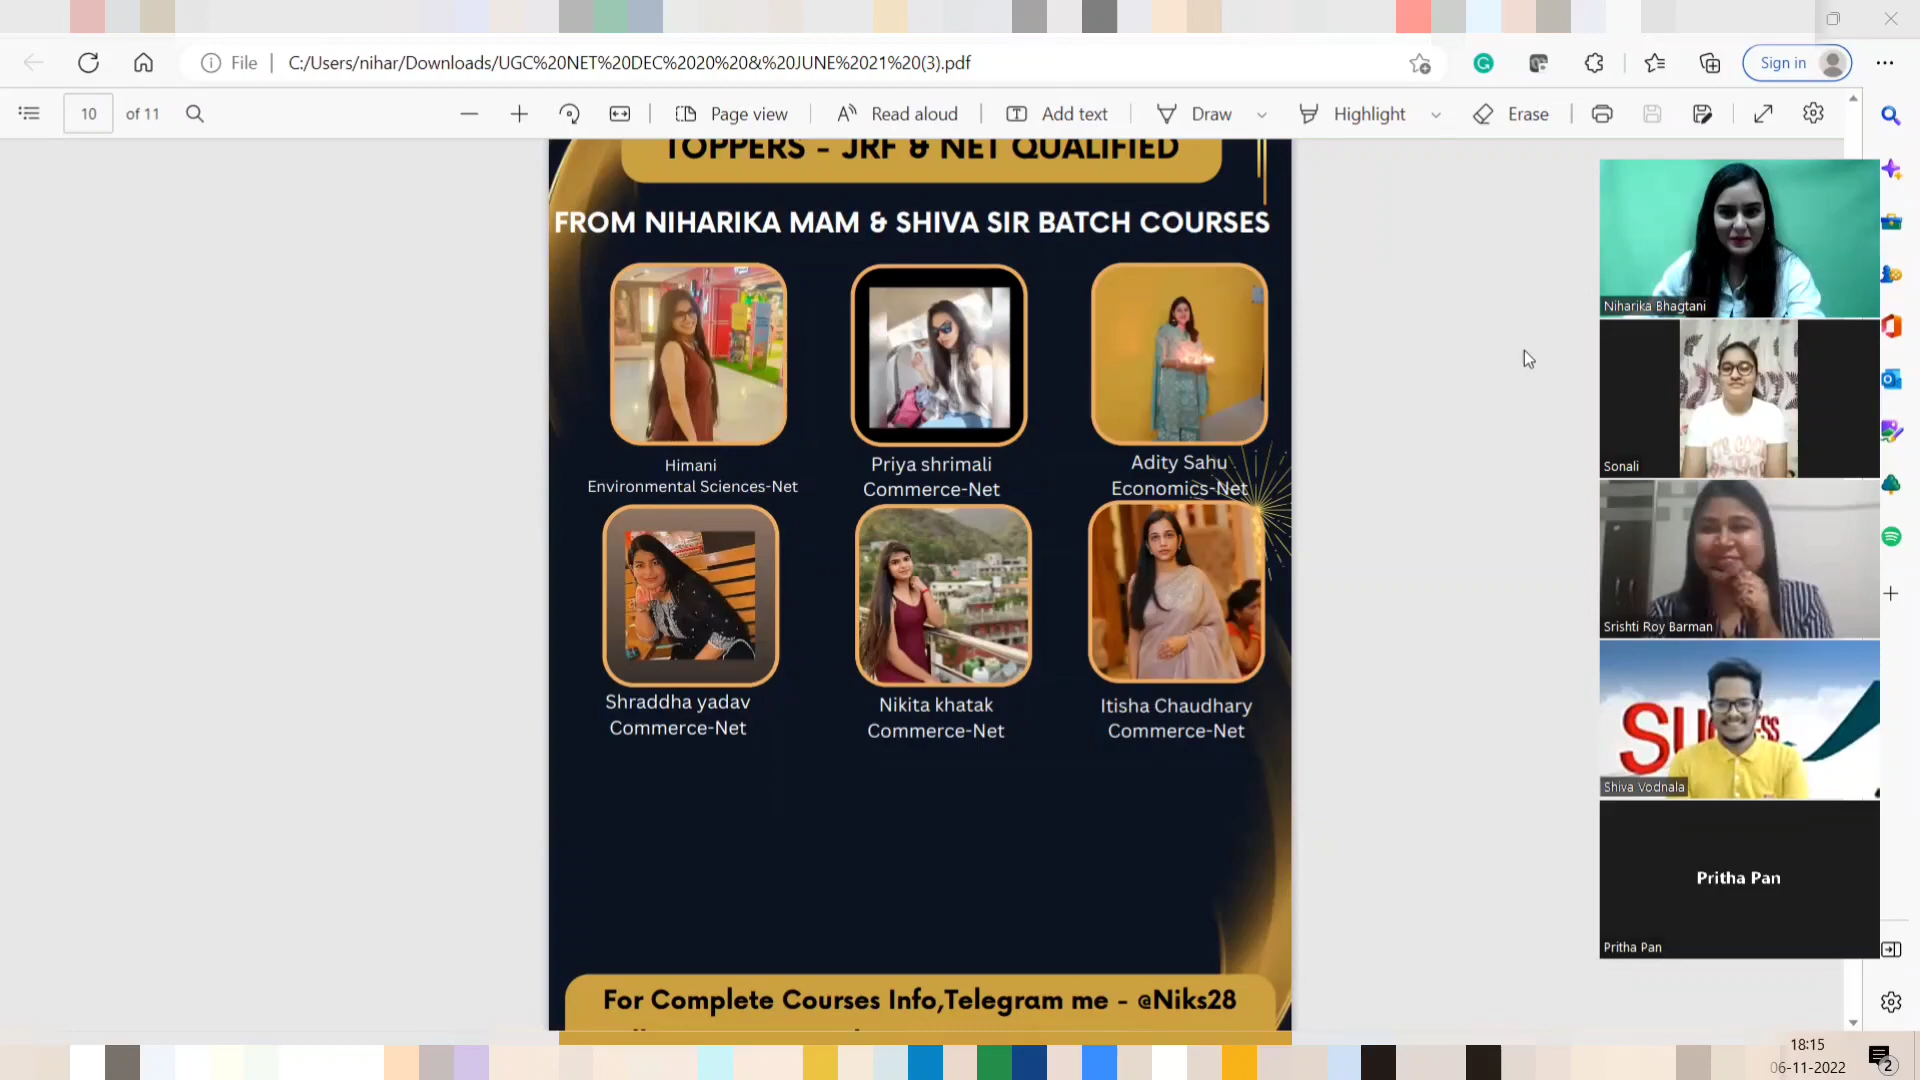 File
C:/Users/nihar/Downloads/UGC%20NET%20DEC%2020%20&%20JUNE%2021%20(3).pdf
Sign in
10 of 11
Page view
Read aloud
Add text
Draw
Highlight
Erase
TOPPERS - JRF & NET QUALIFIED
FROM NIHARIKA MAM & SHIVA SIR BATCH COURSES
Himani
Environmental Sciences-Net
Priya shrimali
Commerce-Net
Adity Sahu
Economics-Net
Shraddha yadav
Commerce-Net
Nikita khatak
Commerce-Net
Itisha Chaudhary
Commerce-Net
For Complete Courses Info,Telegram me - @Niks28
Niharika Bhagtani
Sonali
Srishti Roy Barman
Shiva Vodnala
Pritha Pan
Pritha Pan
18:15
06-11-2022
2